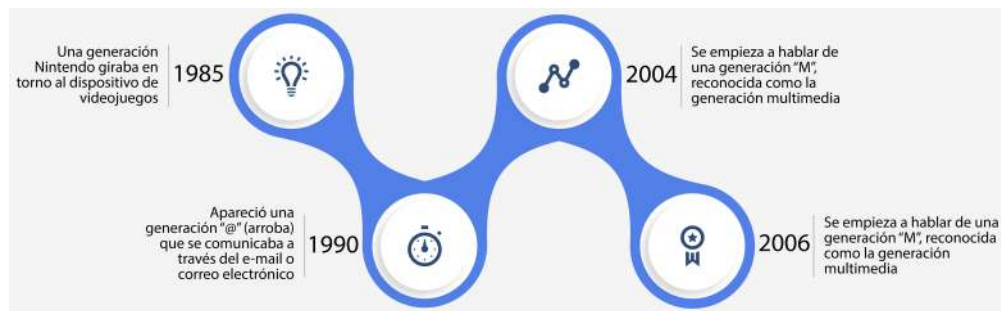 Una generación
Nintendo giraba en
torno al dispositivo de
videojuegos
1985
Apareció una
generación “@” (arroba)
que se comunicaba a
través del e-mail o
correo electrónico
1990
2004
Se empieza a hablar de
una generación “M”,
reconocida como la
generación multimedia
2006
Se empieza a hablar de una
generación “M”, reconocida
como la generación
multimedia